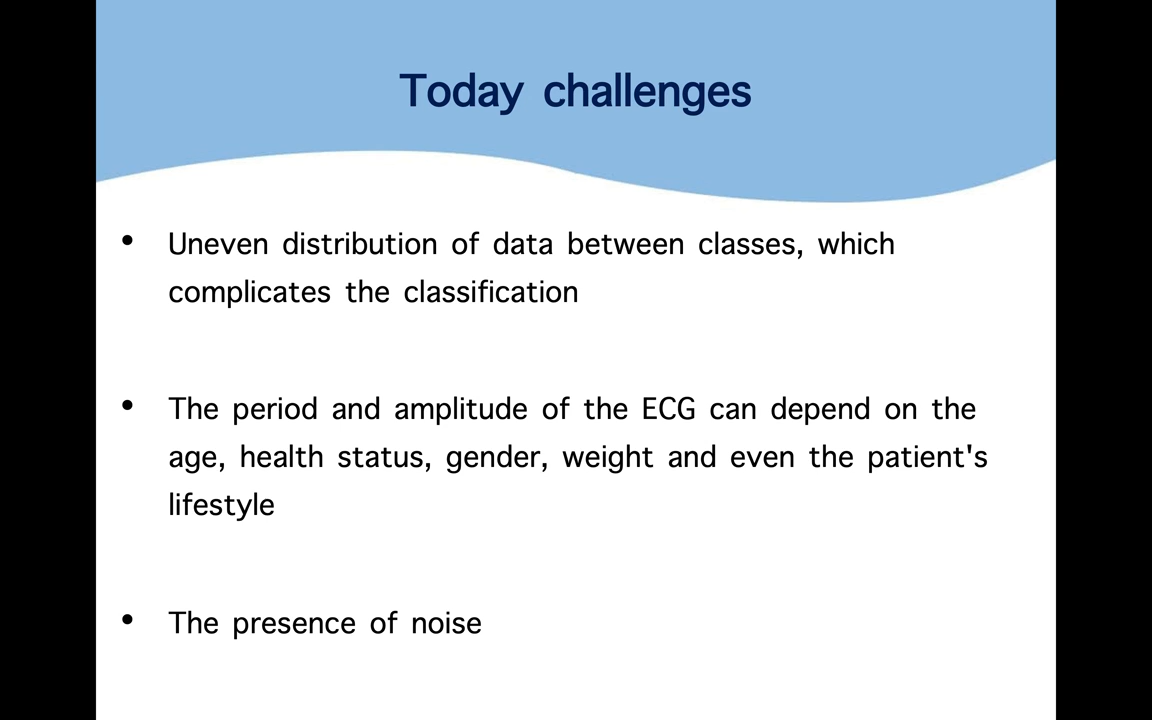 Today challenges
• Uneven distribution of data between classes, which
complicates the classification
• The period and amplitude of the ECG can depend on the
age, health status, gender, weight and even the patient's
lifestyle
• The presence of noise